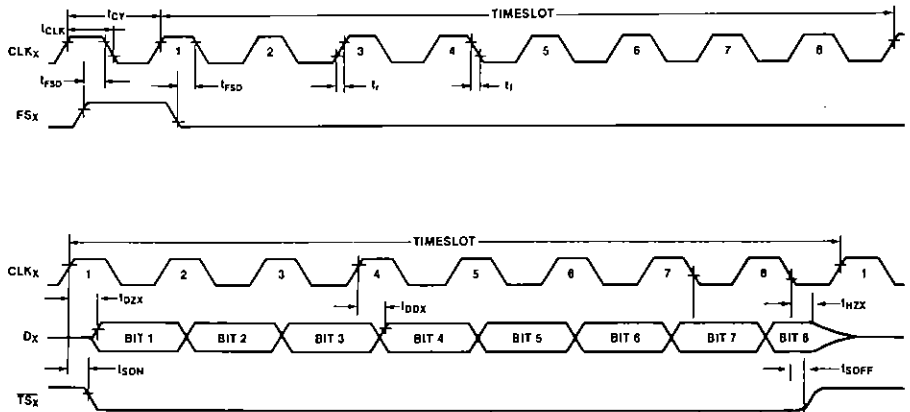 tCY
TIMESLOT
tCLK
CLKX
1 2 3 4 5 6 7 8
tFSD tFSD tr tf
FSX
TIMESLOT
CLKX
1 2 3 4 5 6 7 8 1
tDZX tDDX tHZX
DX
BIT 1 BIT 2 BIT 3 BIT 4 BIT 5 BIT 6 BIT 7 BIT 8
tSON tSOFF
TSX